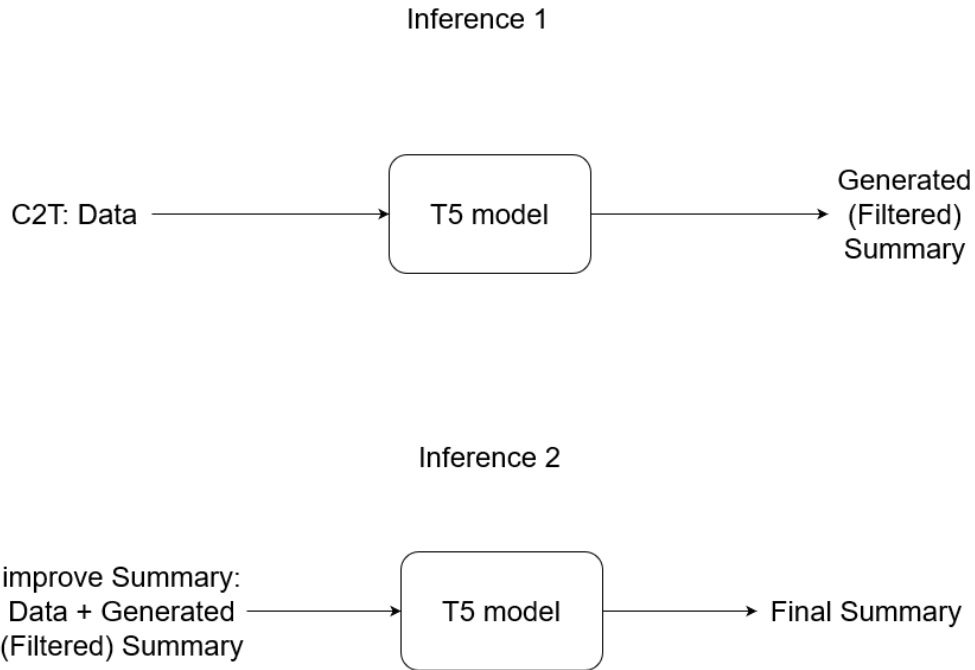 Inference 1
C2T: Data
T5 model
Generated
(Filtered)
Summary
Inference 2
improve Summary:
Data + Generated
(Filtered) Summary
T5 model
Final Summary